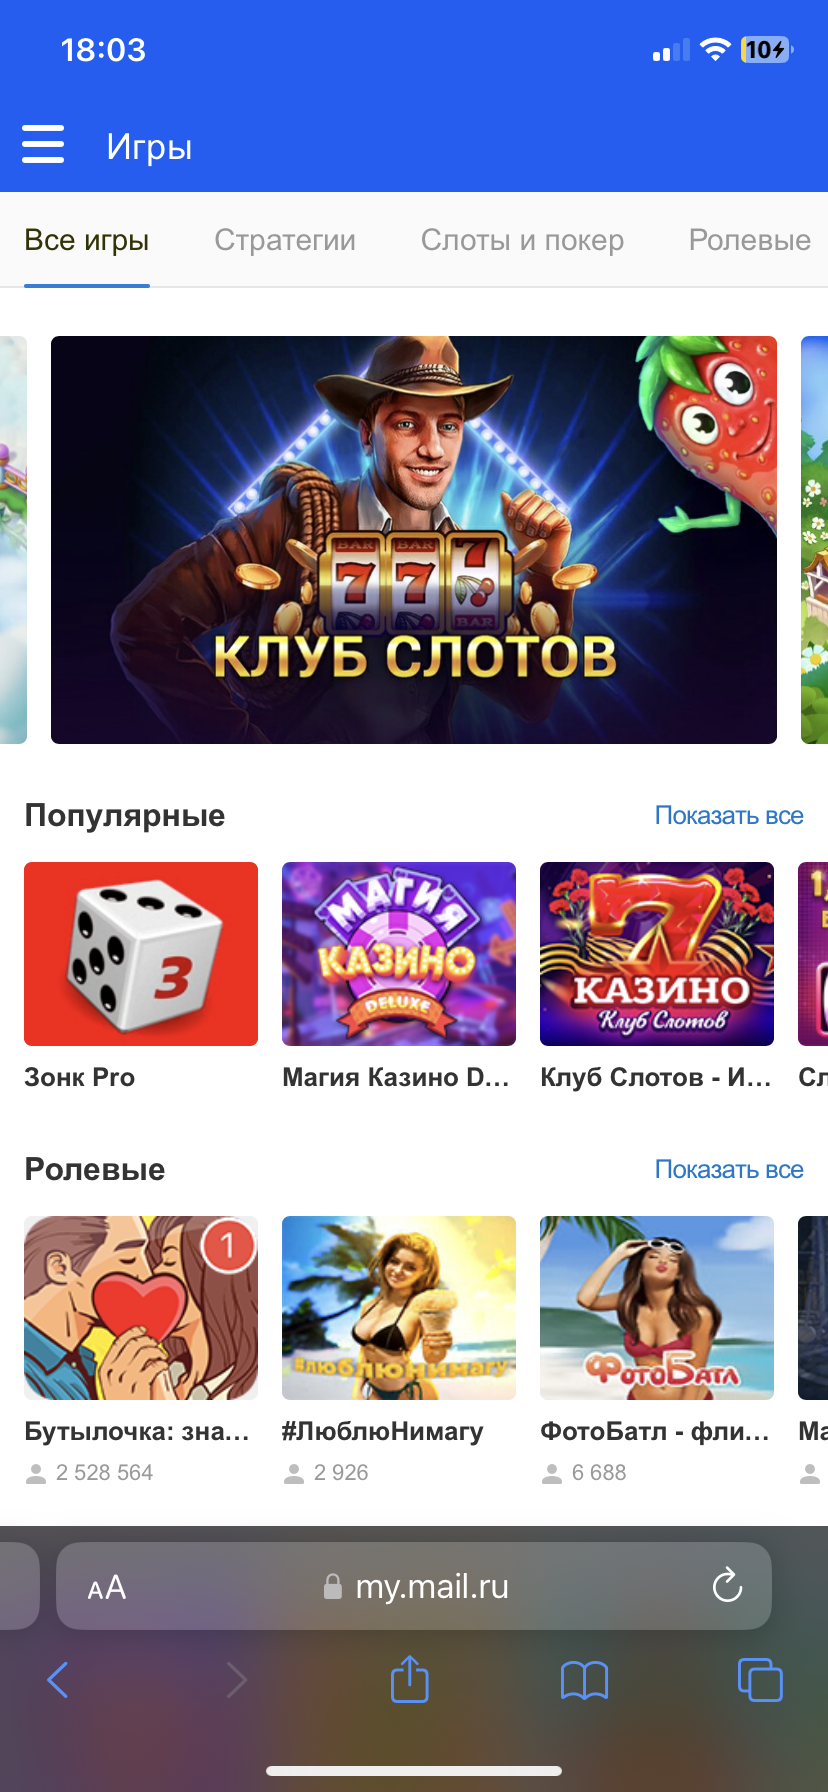 18:03
10
Игры
Все игры
Стратегии
Слоты и покер
Ролевые
BAR
BAR
7
7
7
BAR
КЛУБ СЛОТОВ
Популярные
Показать все
3
МАГИЯ
КАЗИНО
DELUXE
7
КАЗИНО
Клуб Слотов
Зонк Pro
Магия Казино D...
Клуб Слотов - И...
Сл
Ролевые
Показать все
1
#люблюнимагу
ФотоБатл
Бутылочка: зна...
#ЛюблюНимагу
ФотоБатл - фли...
Ма
2 528 564
2 926
6 688
AA
my.mail.ru